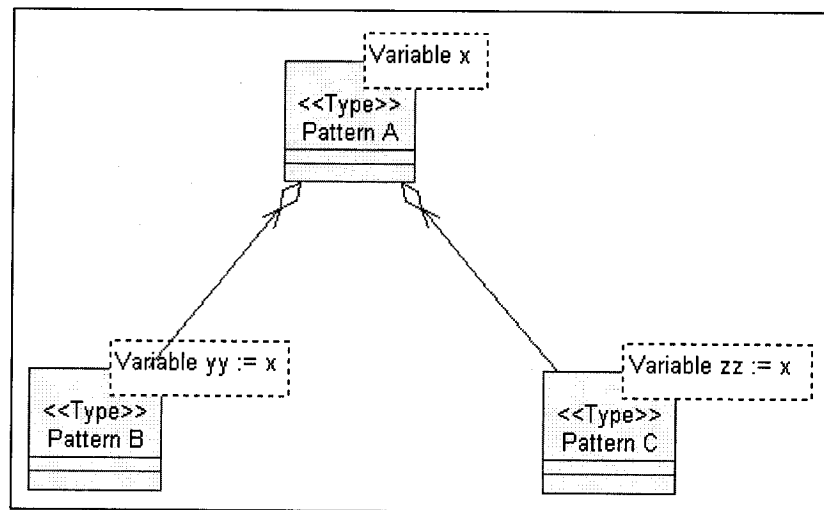 Variable x
<<Type>>
Pattern A
Variable yy := x
<<Type>>
Pattern B
Variable zz := x
<<Type>>
Pattern C